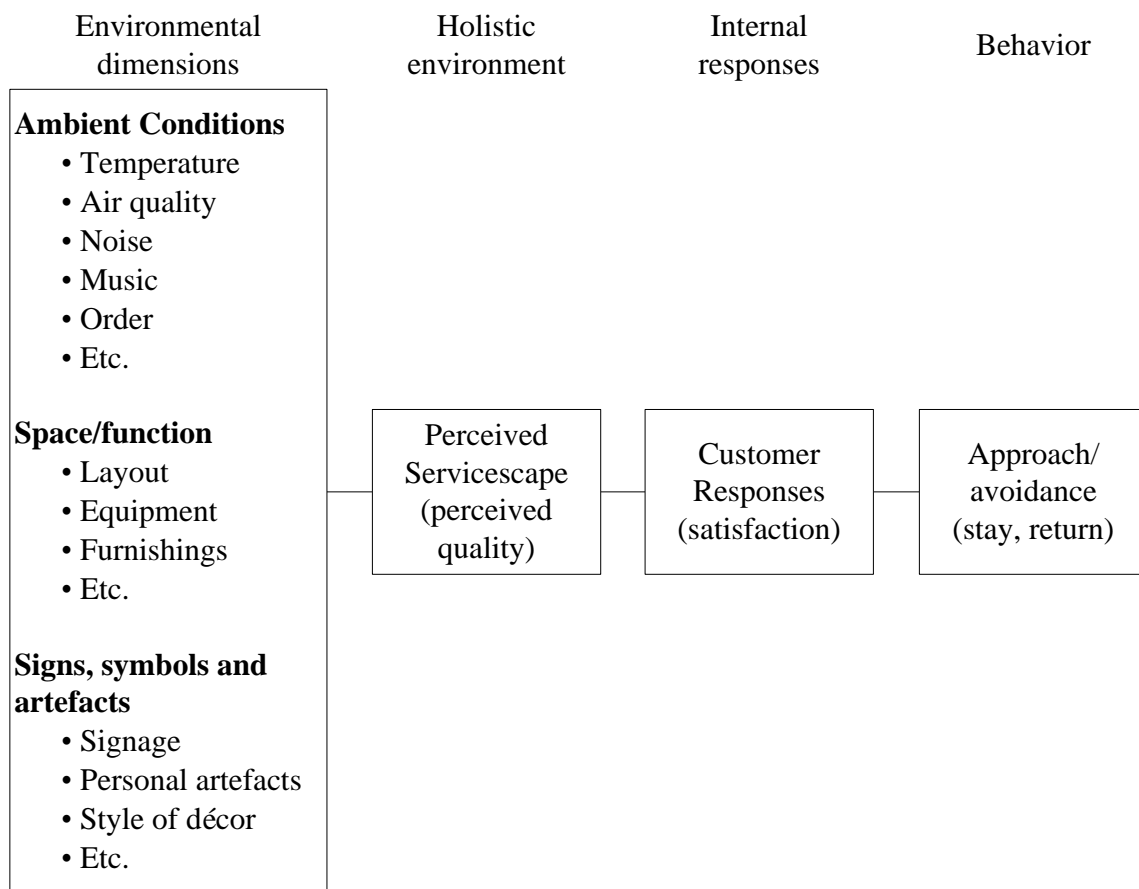 Environmental
dimensions
Holistic
environment
Internal
responses
Behavior
Ambient Conditions
• Temperature
• Air quality
• Noise
• Music
• Order
• Etc.
Space/function
• Layout
• Equipment
• Furnishings
• Etc.
Signs, symbols and
artefacts
• Signage
• Personal artefacts
• Style of décor
• Etc.
Perceived
Servicescape
(perceived
quality)
Customer
Responses
(satisfaction)
Approach/
avoidance
(stay, return)